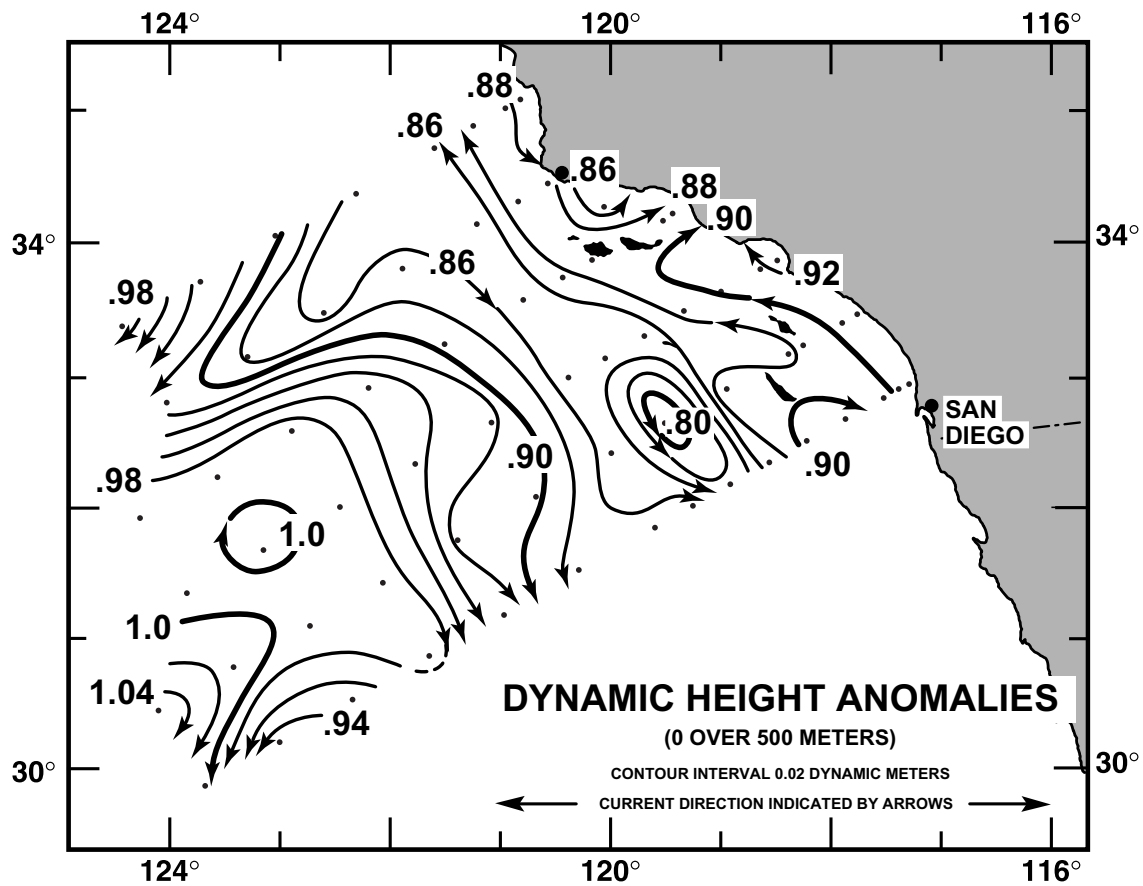 124° 120° 116°
.88
.86
.86
.88
.90
34° 34°
.86
.92
.98
.80
SAN
DIEGO
.90
.90
.98
1.0
1.0
1.04
DYNAMIC HEIGHT ANOMALIES
.94
(0 OVER 500 METERS)
30° 30°
CONTOUR INTERVAL 0.02 DYNAMIC METERS
CURRENT DIRECTION INDICATED BY ARROWS
124° 120° 116°